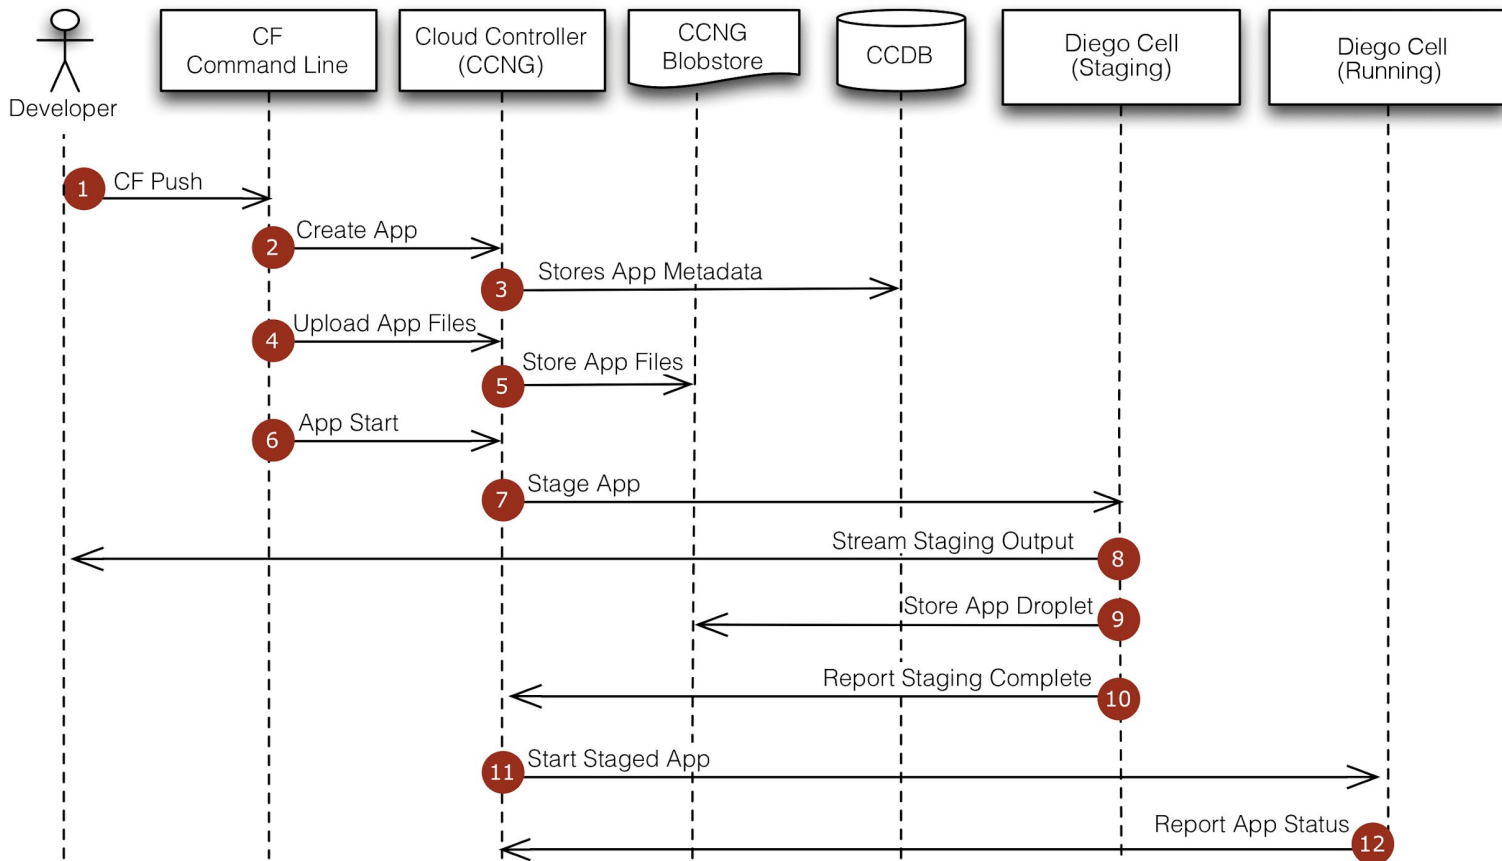 Developer
CF
Command Line
Cloud Controller
(CCNG)
CCNG
Blobstore
CCDB
Diego Cell
(Staging)
Diego Cell
(Running)
1 CF Push
2 Create App
3 Stores App Metadata
4 Upload App Files
5 Store App Files
6 App Start
7 Stage App
Stream Staging Output 8
Store App Droplet 9
Report Staging Complete 10
11 Start Staged App
Report App Status 12